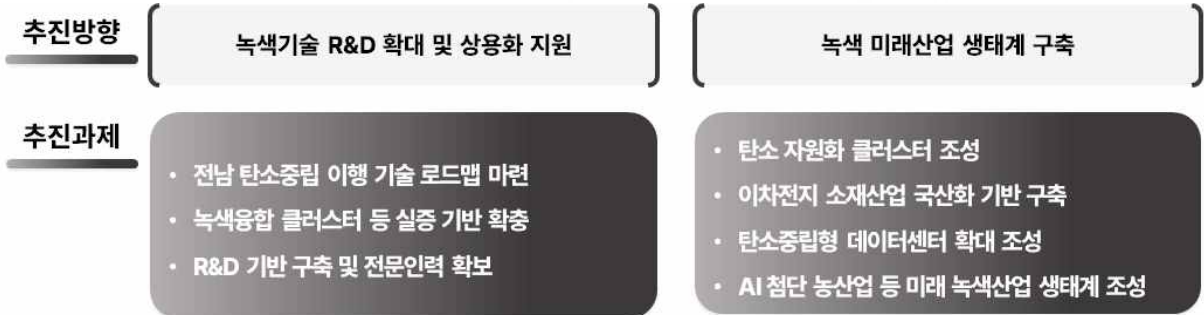 추진방향
녹색기술 R&D 확대 및 상용화 지원
녹색 미래산업 생태계 구축
추진과제
• 전남 탄소중립 이행 기술 로드맵 마련
• 녹색융합 클러스터 등 실증 기반 확충
• R&D 기반 구축 및 전문인력 확보
• 탄소 자원화 클러스터 조성
• 이차전지 소재산업 국산화 기반 구축
• 탄소중립형 데이터센터 확대 조성
• AI 첨단 농산업 등 미래 녹색산업 생태계 조성